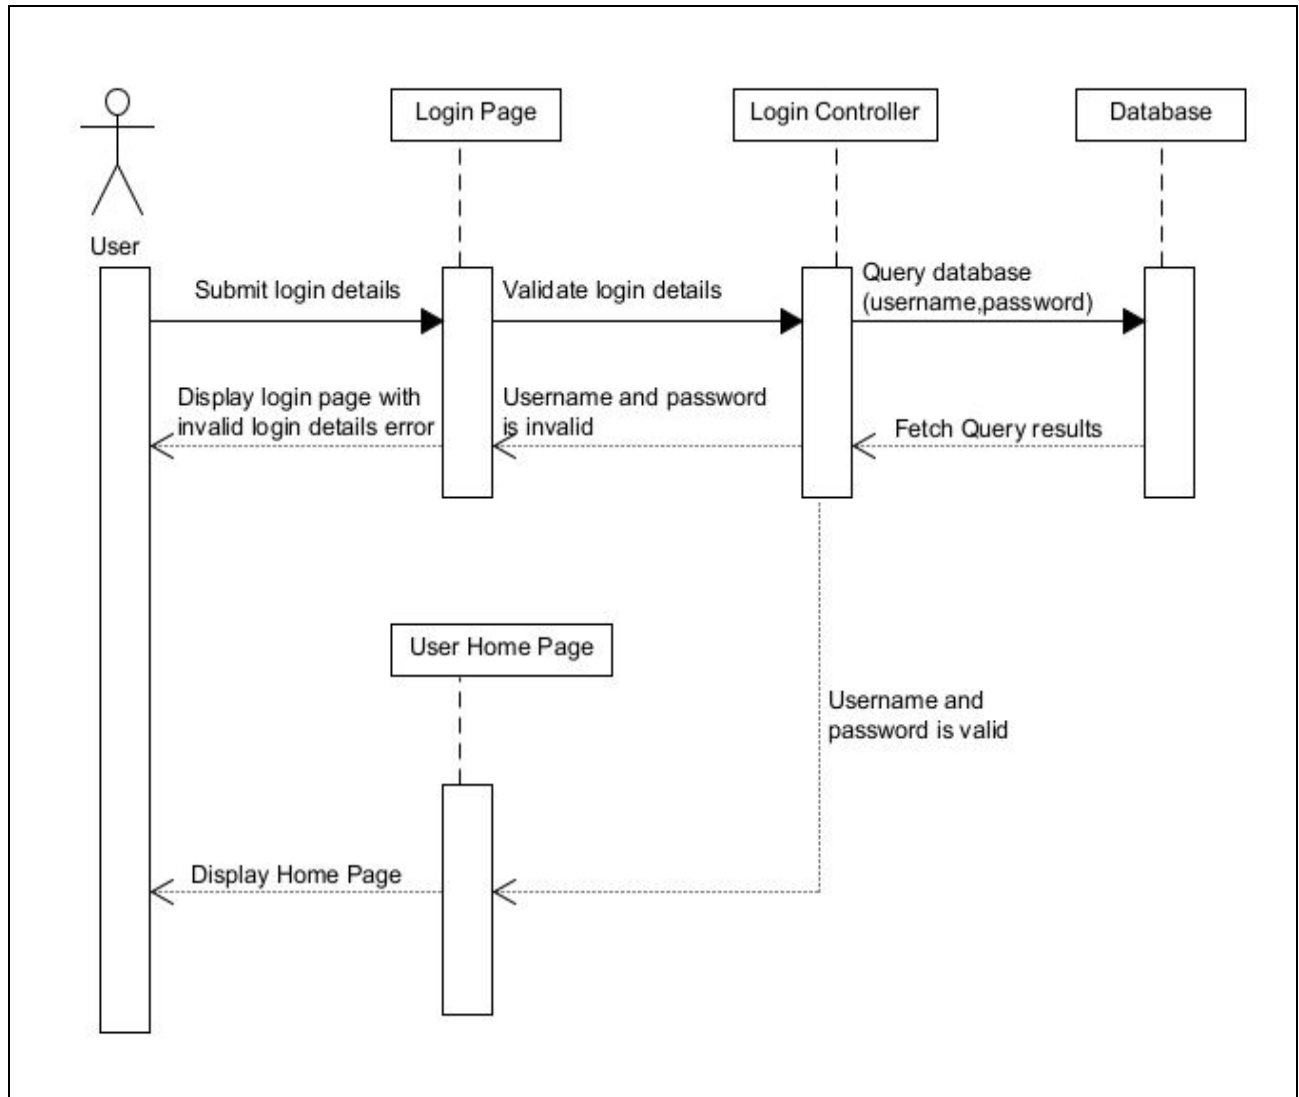 Login Page
Login Controller
Database
User
Submit login details
Validate login details
Query database
(username,password)
Display login page with
invalid login details error
Username and password
is invalid
Fetch Query results
User Home Page
Username and
password is valid
Display Home Page